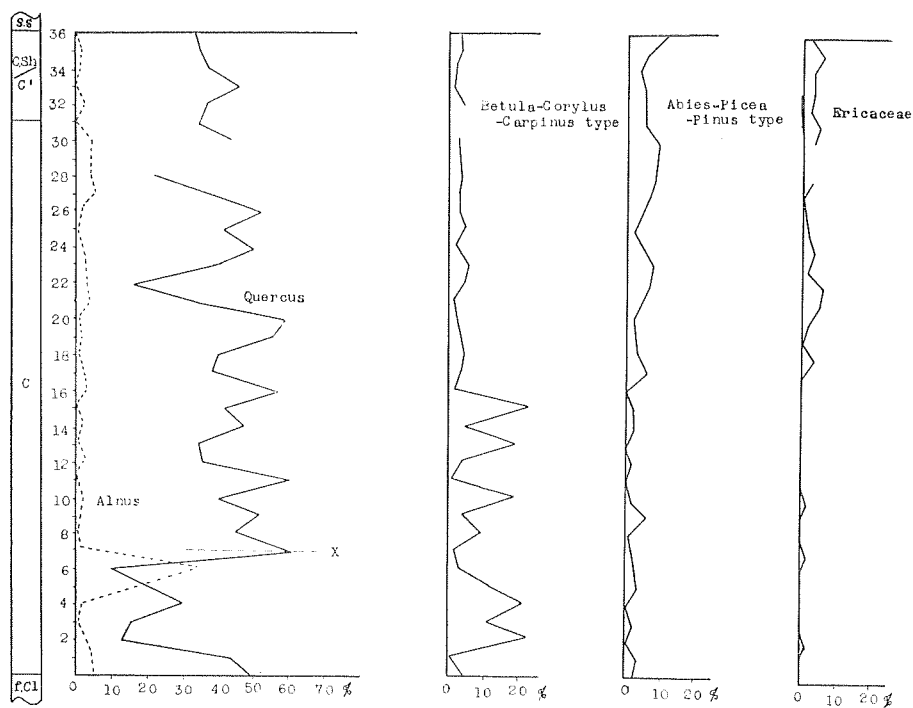 S.S
C.Sh
C'
C
f.Cl
36
34
32
30
28
26
24
22
20
18
16
14
12
10
8
6
4
2
Quercus
Alnus
X
0 10 20 30 40 50 60 70 %
Betula-Corylus
-Carpinus type
0 10 20 %
Abies-Picea
-Pinus type
0 10 20 %
Ericaceae
0 10 20 %